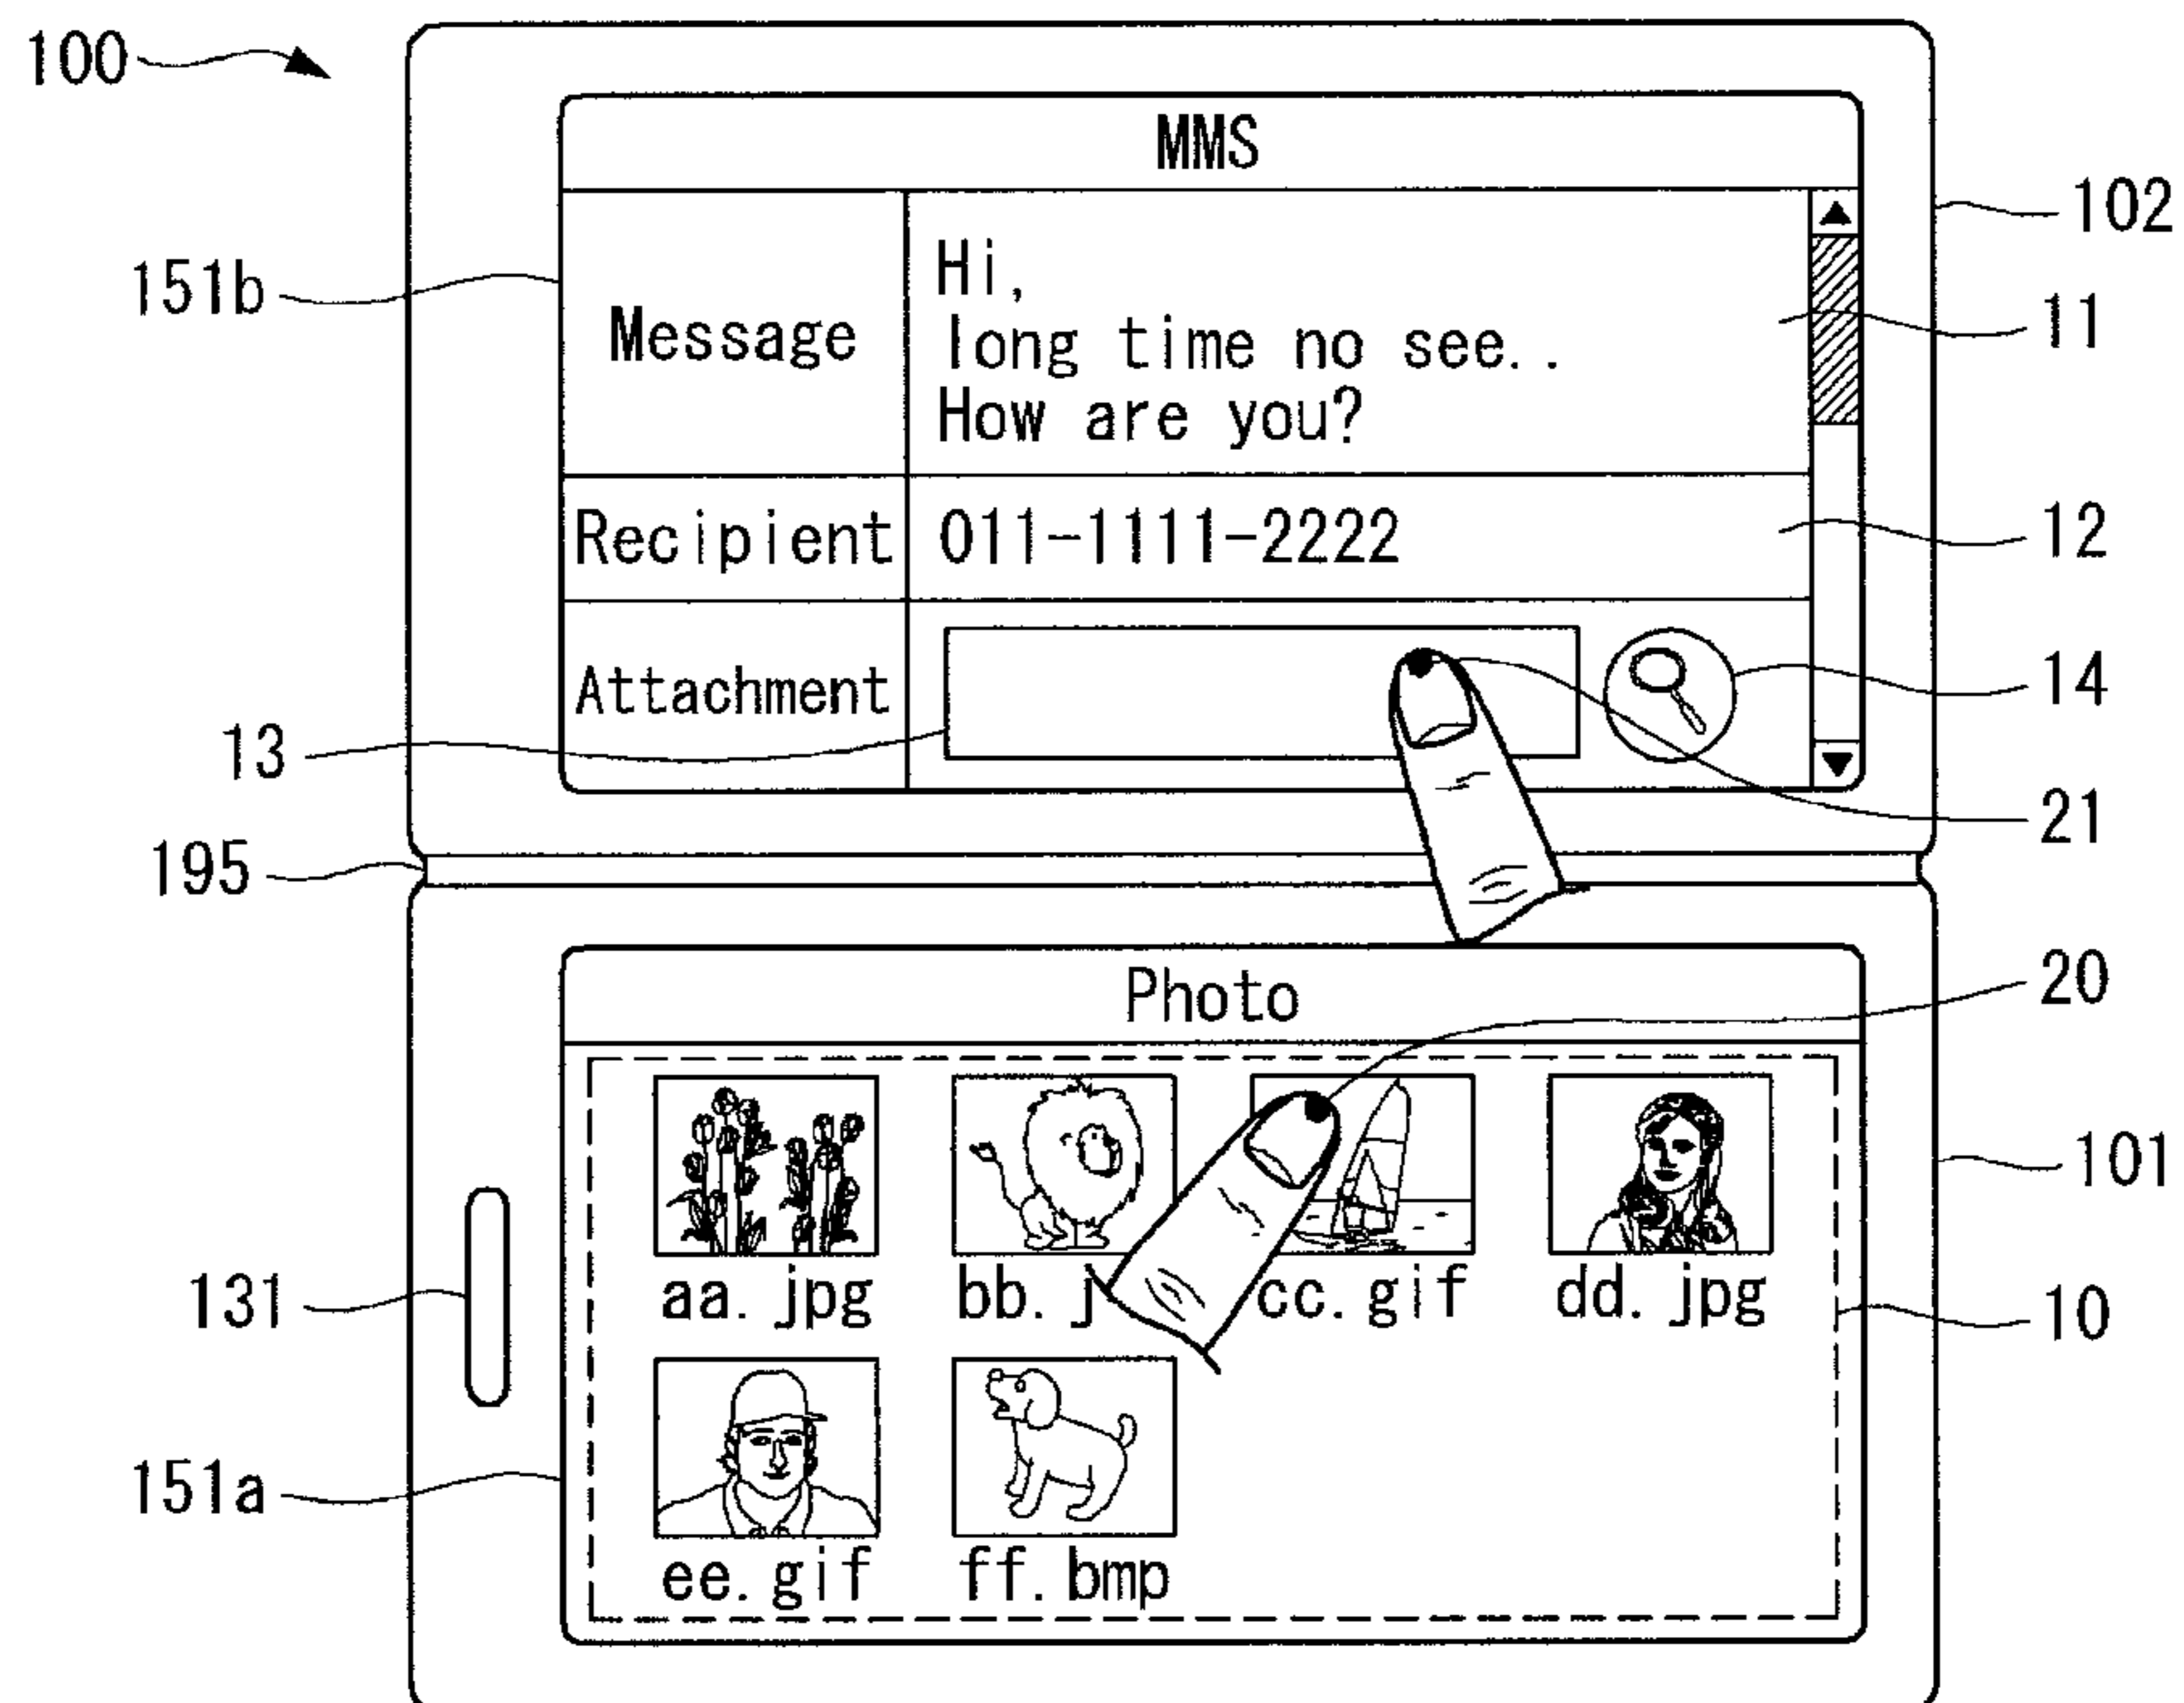 100
MMS
102
151b
Message
Hi,
long time no see..
How are you?
11
Recipient
011-1111-2222
12
Attachment
14
13
21
195
Photo
20
101
aa.jpg
bb.j
cc.gif
dd.jpg
131
10
151a
ee.gif
ff.bmp